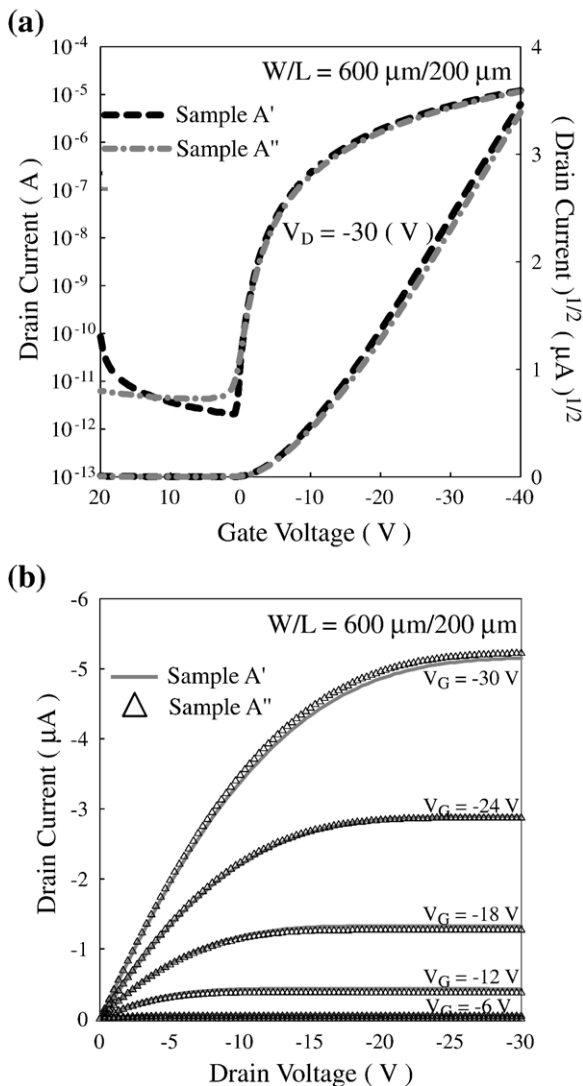 (a)
10^-4
10^-5
10^-6
10^-7
10^-8
10^-9
10^-10
10^-11
10^-12
10^-13
Drain Current ( A )
W/L = 600 μm/200 μm
Sample A'
Sample A"
V_D = -30 ( V )
4
3
2
1
0
( Drain Current )^1/2 ( μA )^1/2
20
10
0
-10
-20
-30
-40
Gate Voltage ( V )
(b)
-6
-5
-4
-3
-2
-1
0
Drain Current ( μA )
W/L = 600 μm/200 μm
Sample A'
Sample A"
V_G = -30 V
V_G = -24 V
V_G = -18 V
V_G = -12 V
V_G = -6 V
0
-5
-10
-15
-20
-25
-30
Drain Voltage ( V )